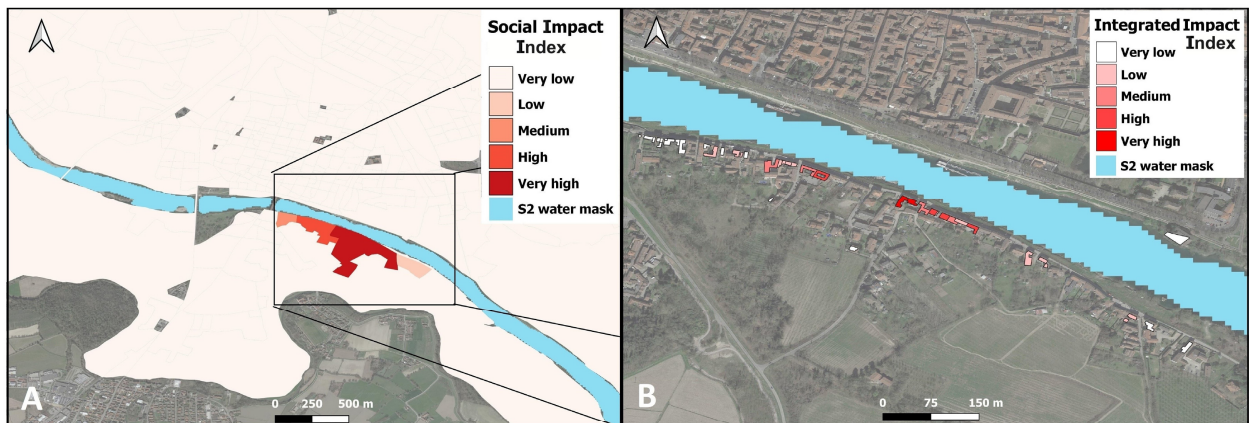 Social Impact
Index
Very low
Low
Medium
High
Very high
S2 water mask
A
0 250 500 m
Integrated Impact
Index
Very low
Low
Medium
High
Very high
S2 water mask
B
0 75 150 m